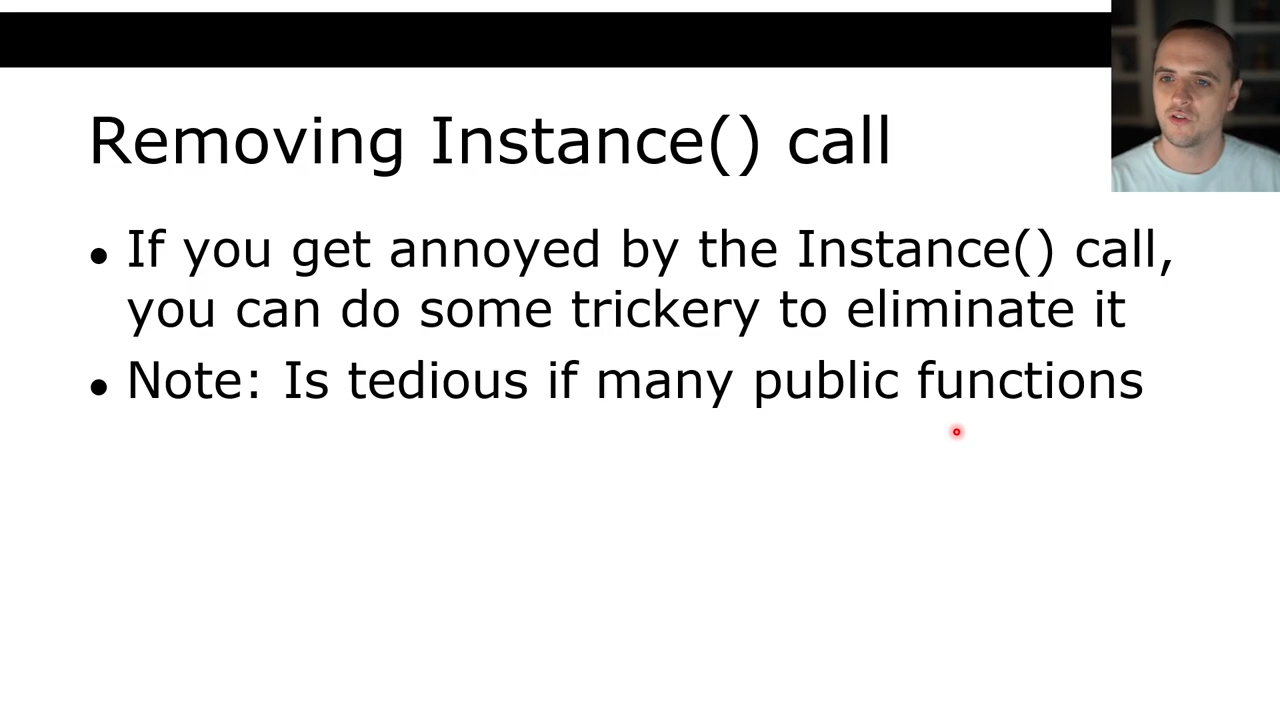 Removing Instance() call
● If you get annoyed by the Instance() call,
you can do some trickery to eliminate it
● Note: Is tedious if many public functions